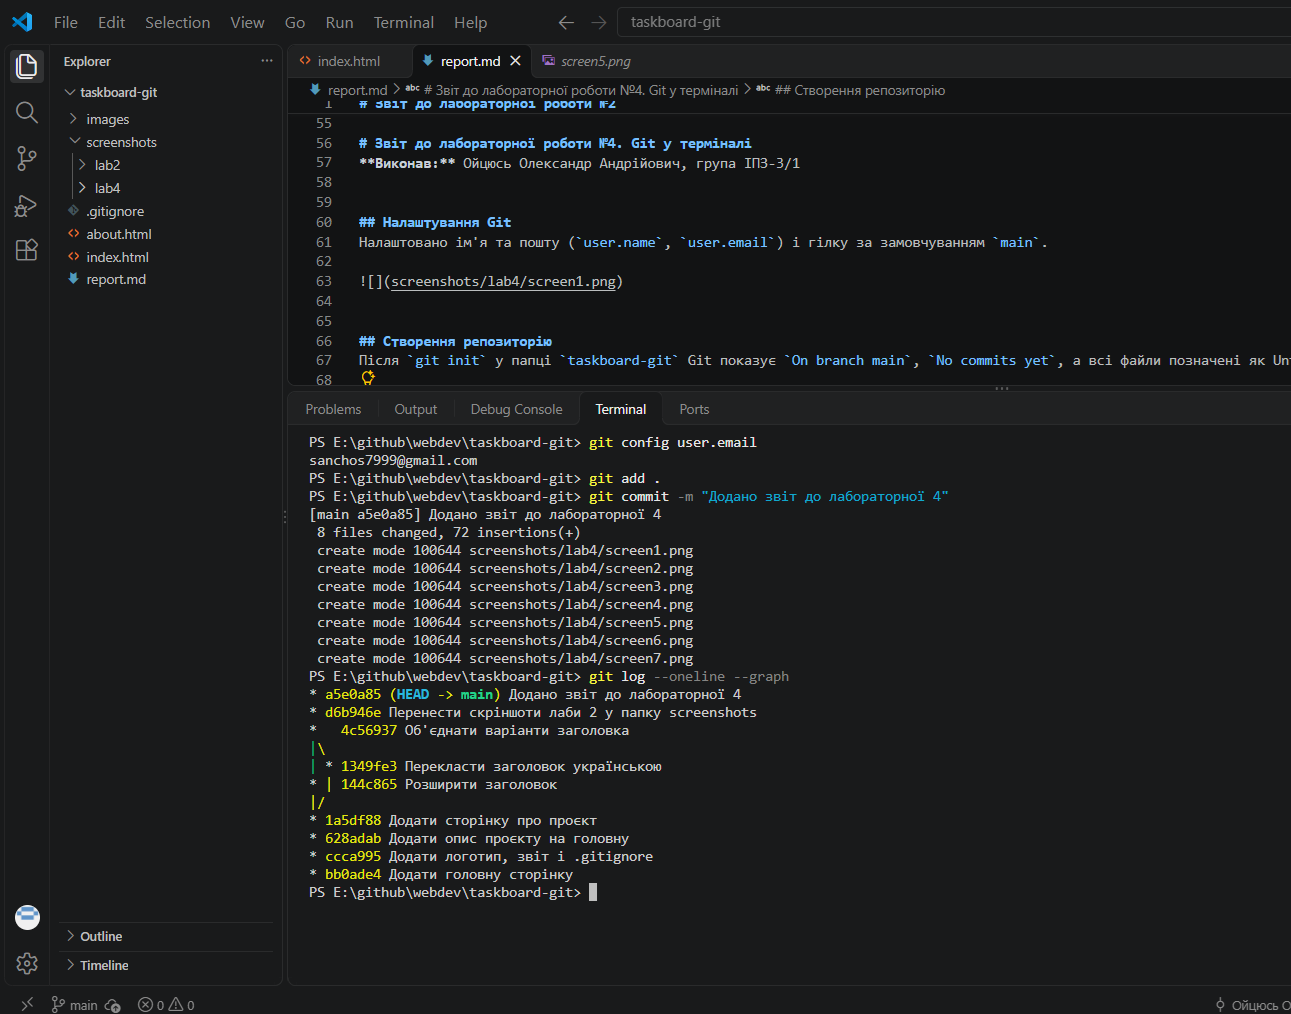 File Edit Selection View Go Run Terminal Help taskboard-git
Explorer
taskboard-git
images
screenshots
lab2
lab4
.gitignore
about.html
index.html
report.md
Outline
Timeline
index.html report.md screen5.png
report.md > # Звіт до лабораторної роботи №4. Git у терміналі > ## Створення репозиторію
1 # Звіт до лабораторної роботи №2
55
56 # Звіт до лабораторної роботи №4. Git у терміналі
57 **Виконав:** Ойцюсь Олександр Андрійович, група ІПЗ-3/1
58
59
60 ## Налаштування Git
61 Налаштовано ім'я та пошту (`user.name`, `user.email`) і гілку за замовчуванням `main`.
62
63 ![](screenshots/lab4/screen1.png)
64
65
66 ## Створення репозиторію
67 Після `git init` у папці `taskboard-git` Git показує `On branch main`, `No commits yet`, а всі файли позначені як Unt
68
Problems Output Debug Console Terminal Ports
PS E:\github\webdev\taskboard-git> git config user.email
sanchos7999@gmail.com
PS E:\github\webdev\taskboard-git> git add .
PS E:\github\webdev\taskboard-git> git commit -m "Додано звіт до лабораторної 4"
[main a5e0a85] Додано звіт до лабораторної 4
8 files changed, 72 insertions(+)
create mode 100644 screenshots/lab4/screen1.png
create mode 100644 screenshots/lab4/screen2.png
create mode 100644 screenshots/lab4/screen3.png
create mode 100644 screenshots/lab4/screen4.png
create mode 100644 screenshots/lab4/screen5.png
create mode 100644 screenshots/lab4/screen6.png
create mode 100644 screenshots/lab4/screen7.png
PS E:\github\webdev\taskboard-git> git log --oneline --graph
* a5e0a85 (HEAD -> main) Додано звіт до лабораторної 4
* d6b946e Перенести скріншоти лаби 2 у папку screenshots
*   4c56937 Об'єднати варіанти заголовка
|\
| * 1349fe3 Перекласти заголовок українською
* | 144c865 Розширити заголовок
|/
* 1a5df88 Додати сторінку про проєкт
* 628adab Додати опис проєкту на головну
* ccca995 Додати логотип, звіт і .gitignore
* bb0ade4 Додати головну сторінку
PS E:\github\webdev\taskboard-git>
main 0 0 Ойцюсь О